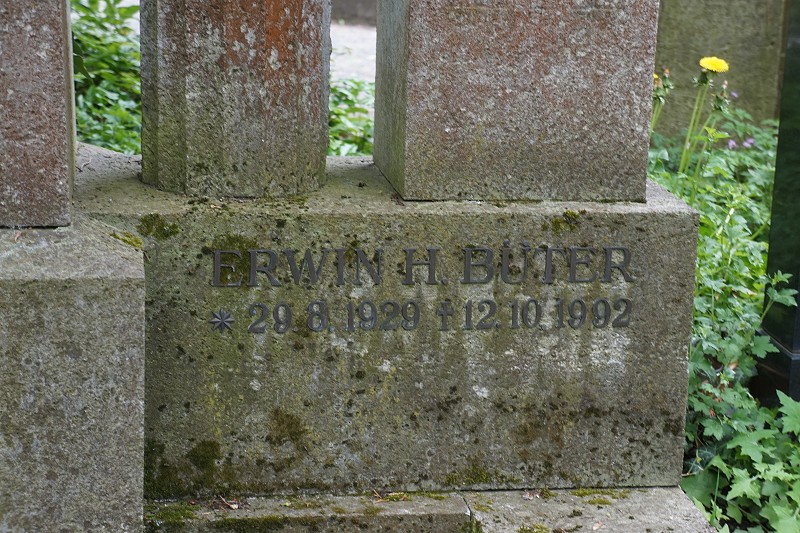 ERWIN H. BÜTER
* 29. 8. 1929 † 12. 10. 1992